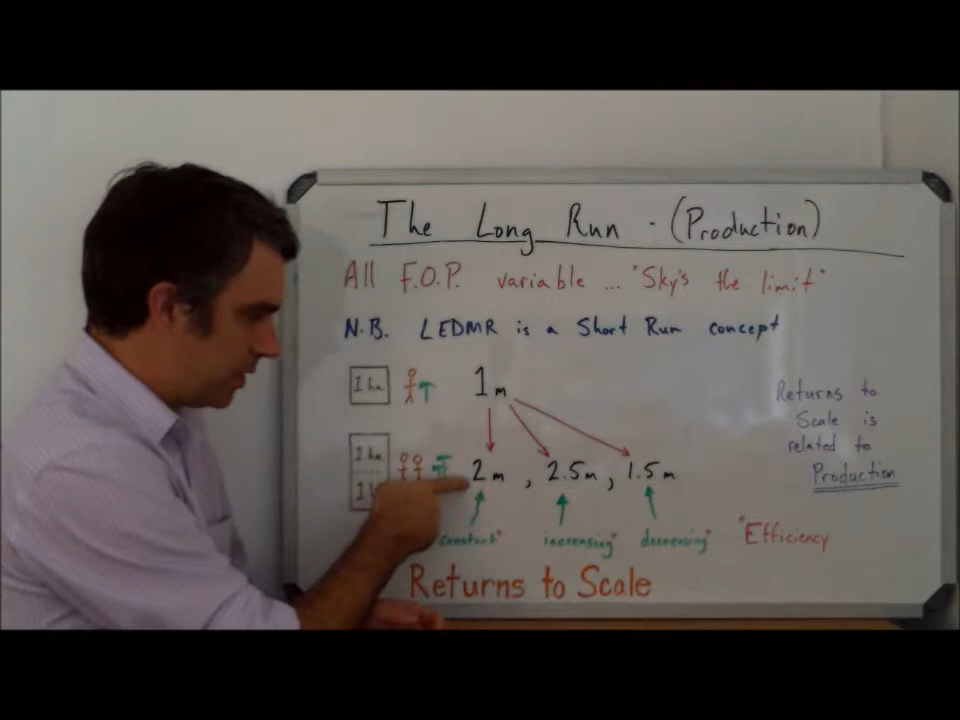 The Long Run - (Production)
All F.O.P. variable ... "Sky's the limit"
N.B. LEDMR is a Short Run concept
1 ha 1m
Returns to
Scale is
related to
Production
1 ha
2m , 2.5m , 1.5m
constant" increasing" decreasing" "Efficiency
Returns to Scale